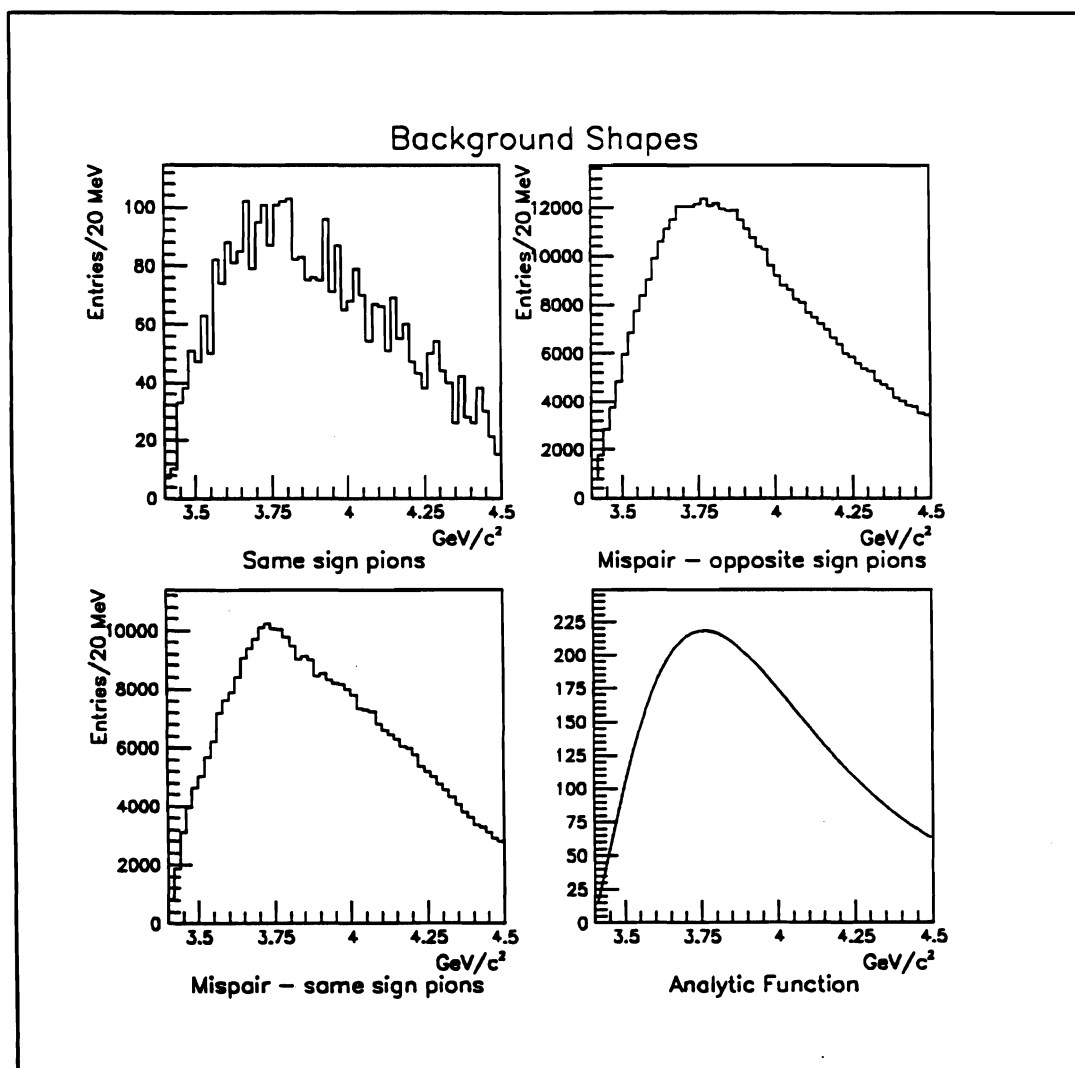 Background Shapes
Entries/20 MeV
100
80
60
40
20
0
3.5 3.75 4 4.25 4.5
GeV/c²
Same sign pions
Entries/20 MeV
12000
10000
8000
6000
4000
2000
0
3.5 3.75 4 4.25 4.5
GeV/c²
Mispair – opposite sign pions
Entries/20 MeV
10000
8000
6000
4000
2000
0
3.5 3.75 4 4.25 4.5
GeV/c²
Mispair – same sign pions
225
200
175
150
125
100
75
50
25
0
3.5 3.75 4 4.25 4.5
GeV/c²
Analytic Function